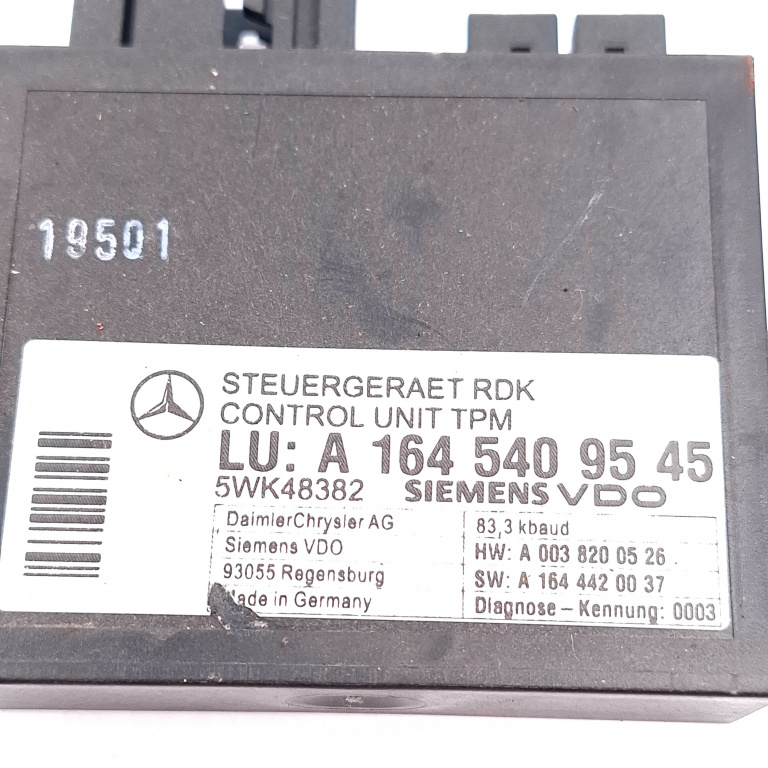 19501
STEUERGERAET RDK
CONTROL UNIT TPM
LU: A 164 540 95 45
5WK48382 SIEMENS VDO
DaimlerChrysler AG
Siemens VDO
93055 Regensburg
Made in Germany
83,3 kbaud
HW: A 003 820 05 26
SW: A 164 442 00 37
Diagnose – Kennung: 0003